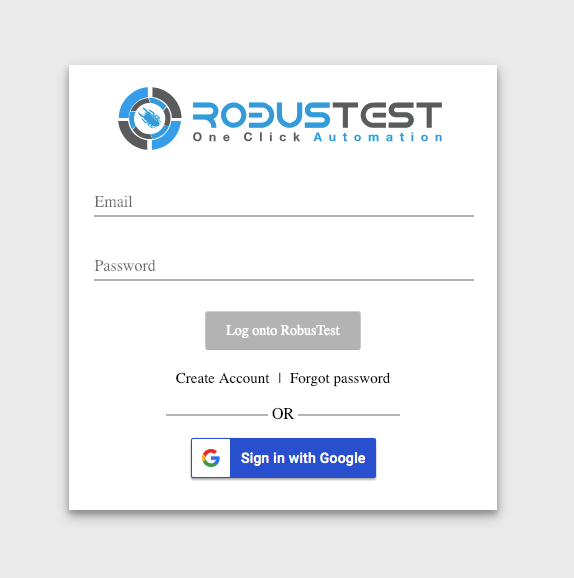 ROBUSTEST
One Click Automation
Email
Password
Log onto RobusTest
Create Account | Forgot password
OR
Sign in with Google